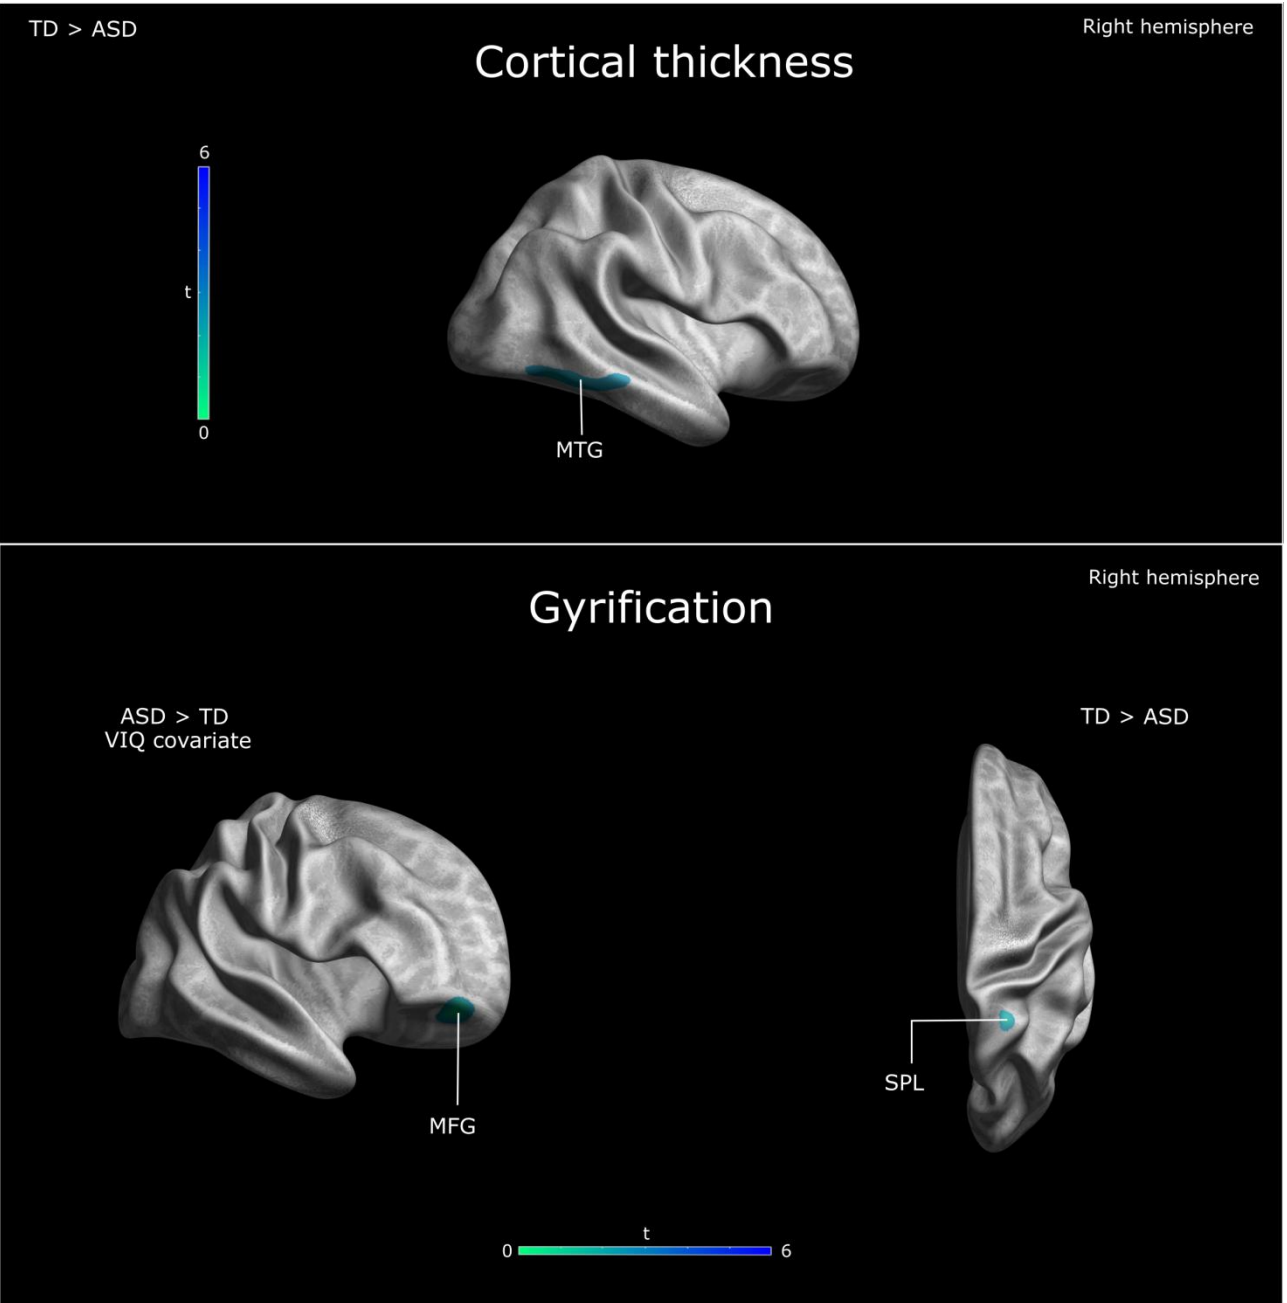 TD > ASD
Right hemisphere
Cortical thickness
6
t
0
MTG
Right hemisphere
Gyrification
ASD > TD
VIQ covariate
TD > ASD
SPL
MFG
t
0
6